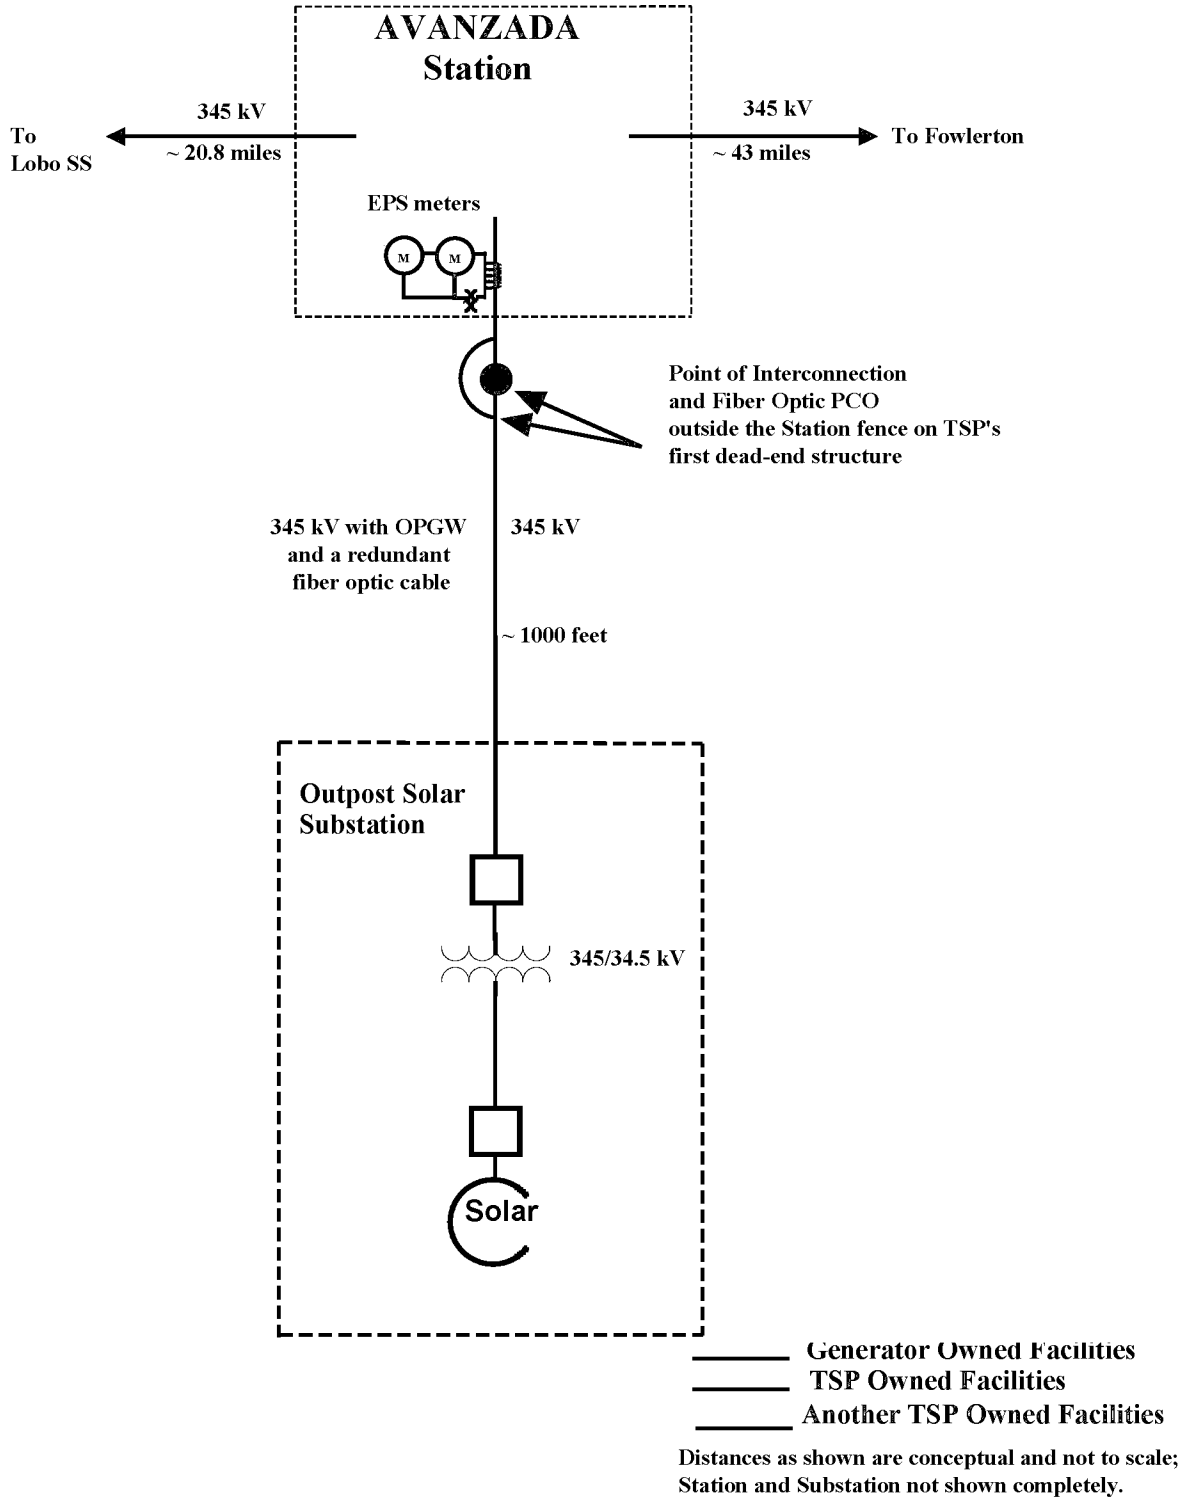 AVANZADA
Station
345 kV
345 kV
To
Lobo SS
~ 20.8 miles
~ 43 miles
To Fowlerton
EPS meters
M
M
Point of Interconnection
and Fiber Optic PCO
outside the Station fence on TSP's
first dead-end structure
345 kV with OPGW
and a redundant
fiber optic cable
345 kV
~ 1000 feet
Outpost Solar
Substation
345/34.5 kV
Solar
Generator Owned Facilities
TSP Owned Facilities
Another TSP Owned Facilities
Distances as shown are conceptual and not to scale;
Station and Substation not shown completely.